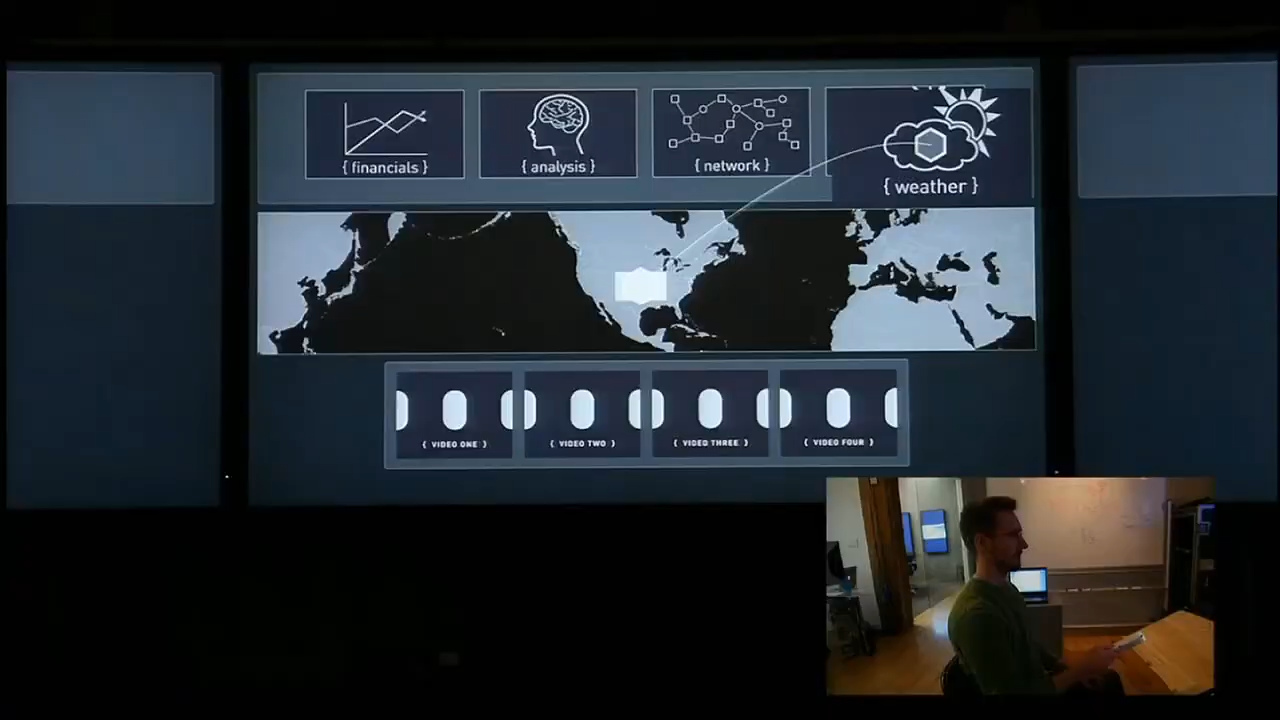 { financials }
{ analysis }
{ network }
{ weather }
{ VIDEO ONE }
{ VIDEO TWO }
{ VIDEO THREE }
{ VIDEO FOUR }